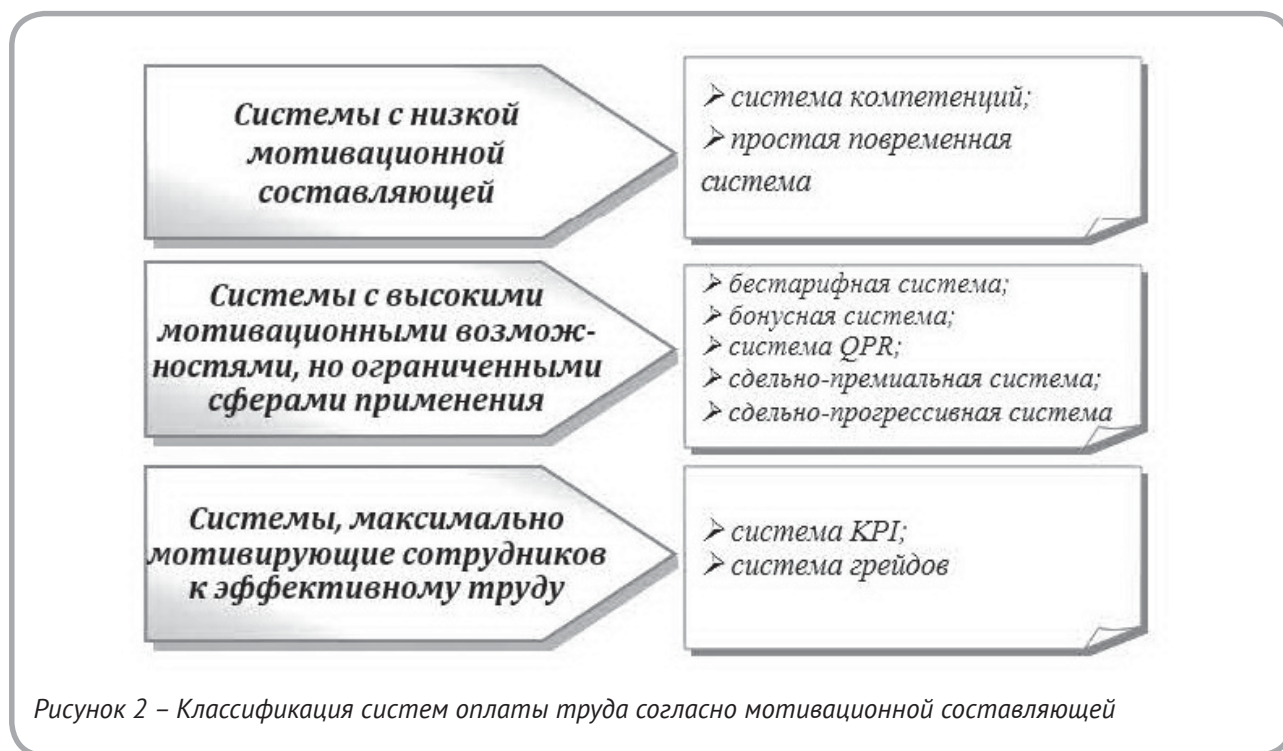 Системы с низкой
мотивационной
составляющей
➢ система компетенций;
➢ простая повременная
система
Системы с высокими
мотивационными возмож-
ностями, но ограниченными
сферами применения
➢ бестарифная система;
➢ бонусная система;
➢ система QPR;
➢ сдельно-премиальная система;
➢ сдельно-прогрессивная система
Системы, максимально
мотивирующие сотрудников
к эффективному труду
➢ система KPI;
➢ система грейдов
Рисунок 2 – Классификация систем оплаты труда согласно мотивационной составляющей